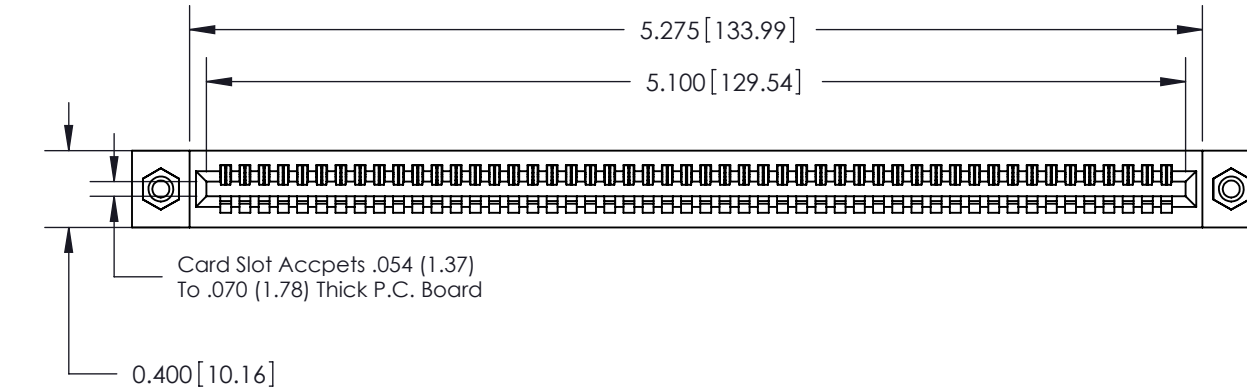 5.275[133.99]
5.100[129.54]
Card Slot Accpets .054 (1.37)
To .070 (1.78) Thick P.C. Board
0.400[10.16]